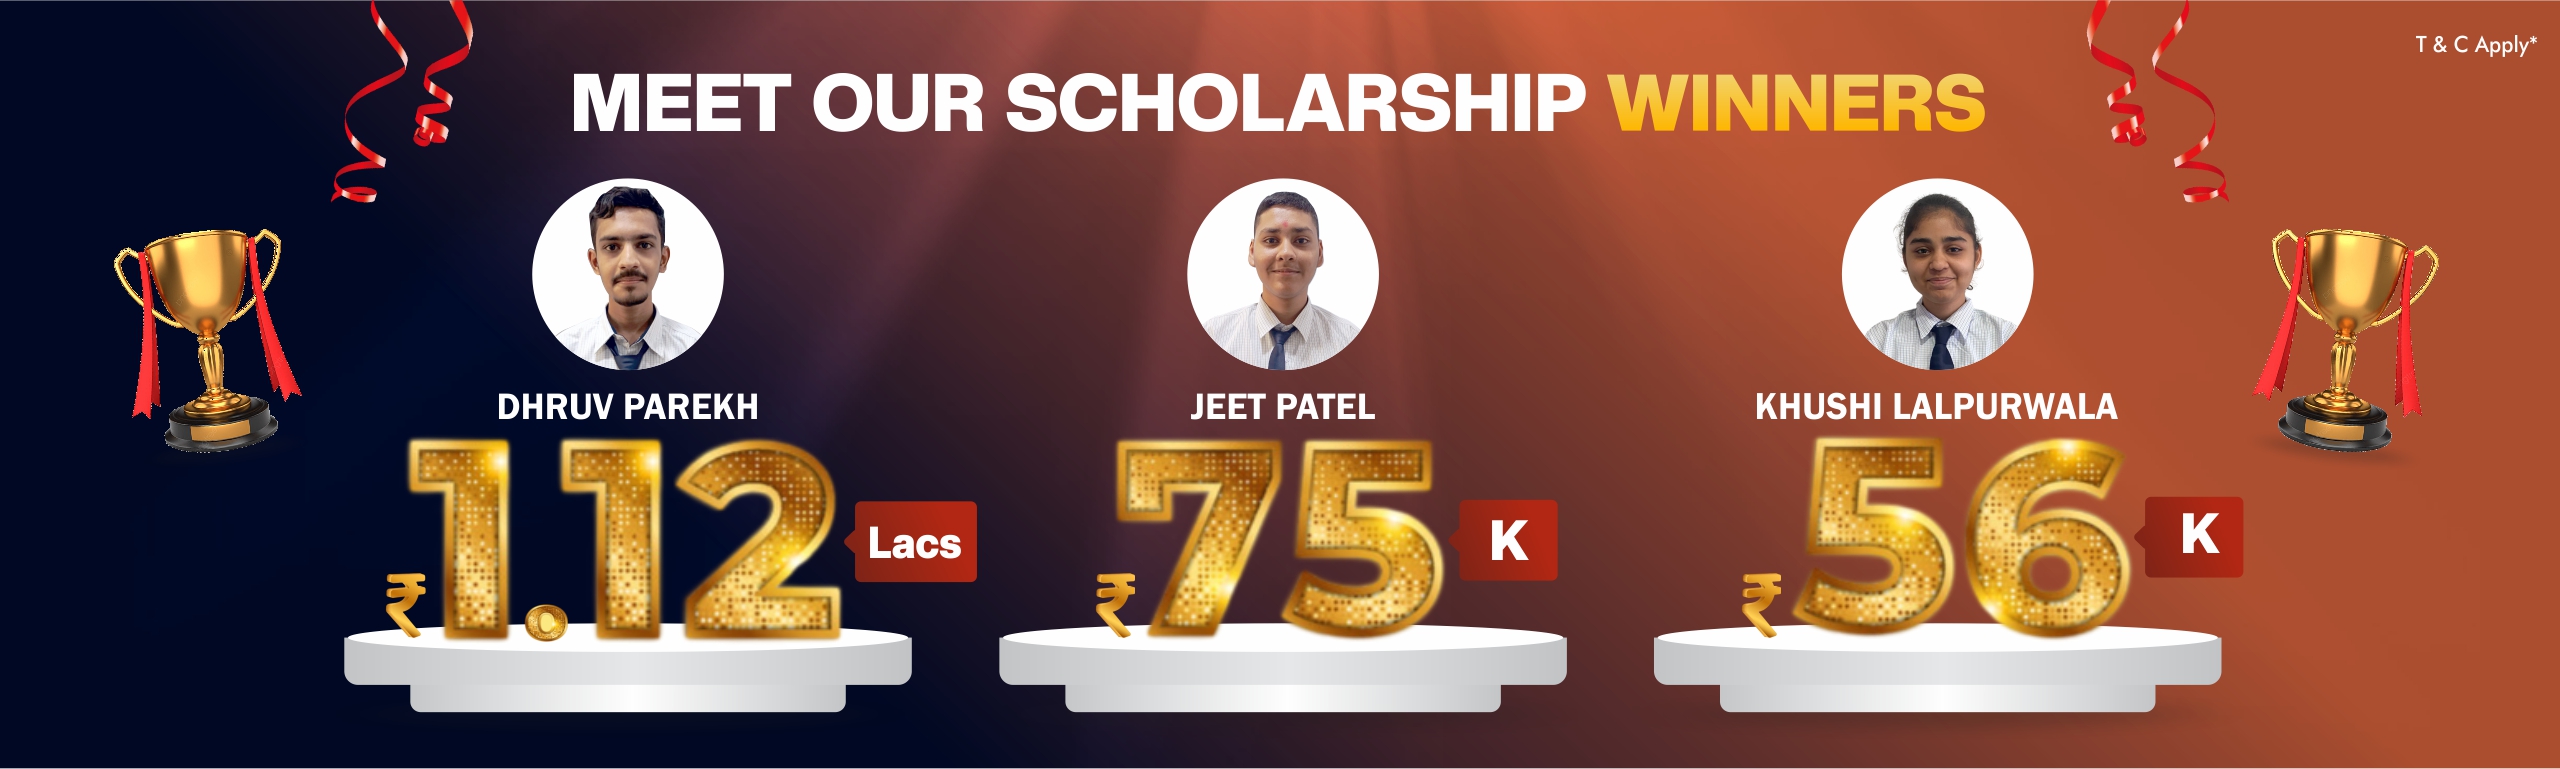 T & C Apply*
MEET OUR SCHOLARSHIP WINNERS
DHRUV PAREKH
₹1.12 Lacs
JEET PATEL
₹75 K
KHUSHI LALPURWALA
₹56 K